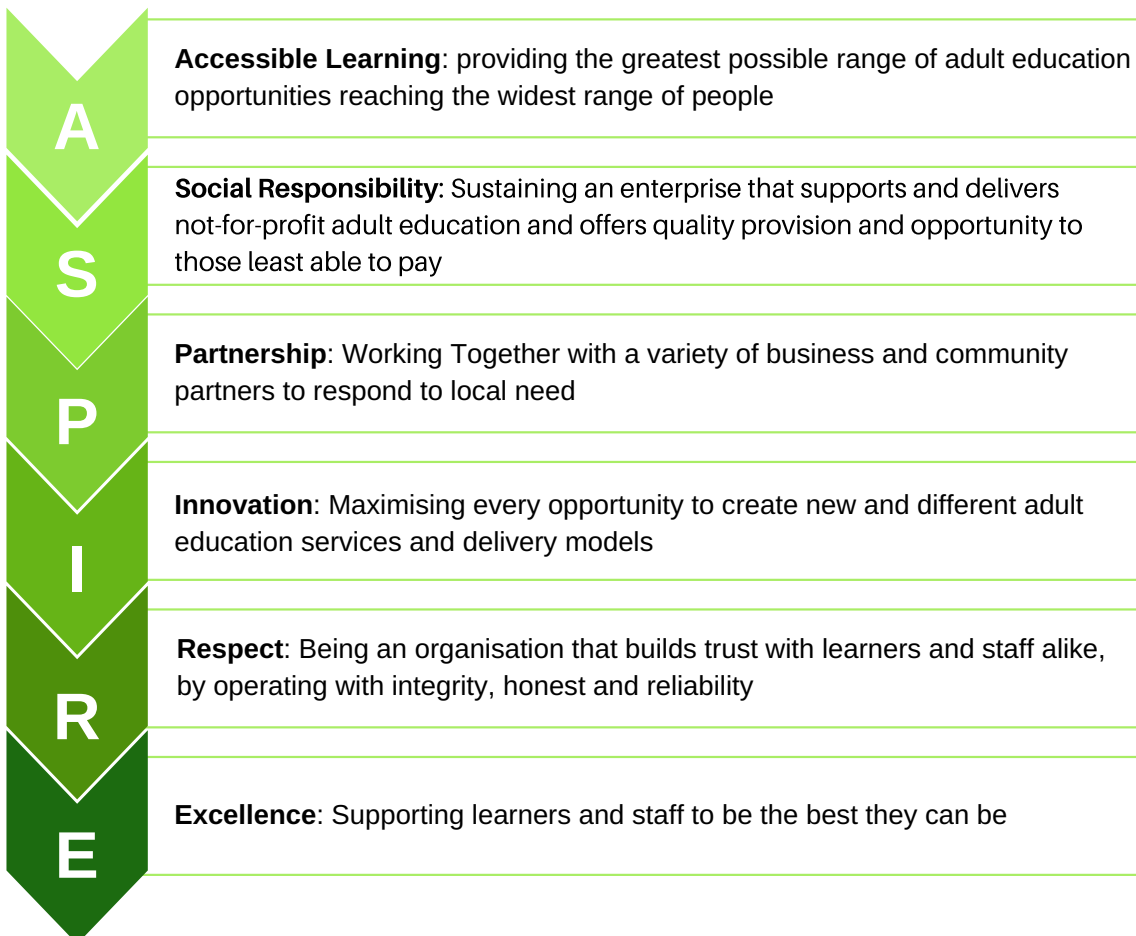 A
Accessible Learning: providing the greatest possible range of adult education
opportunities reaching the widest range of people
S
Social Responsibility: Sustaining an enterprise that supports and delivers
not-for-profit adult education and offers quality provision and opportunity to
those least able to pay
P
Partnership: Working Together with a variety of business and community
partners to respond to local need
I
Innovation: Maximising every opportunity to create new and different adult
education services and delivery models
R
Respect: Being an organisation that builds trust with learners and staff alike,
by operating with integrity, honest and reliability
E
Excellence: Supporting learners and staff to be the best they can be